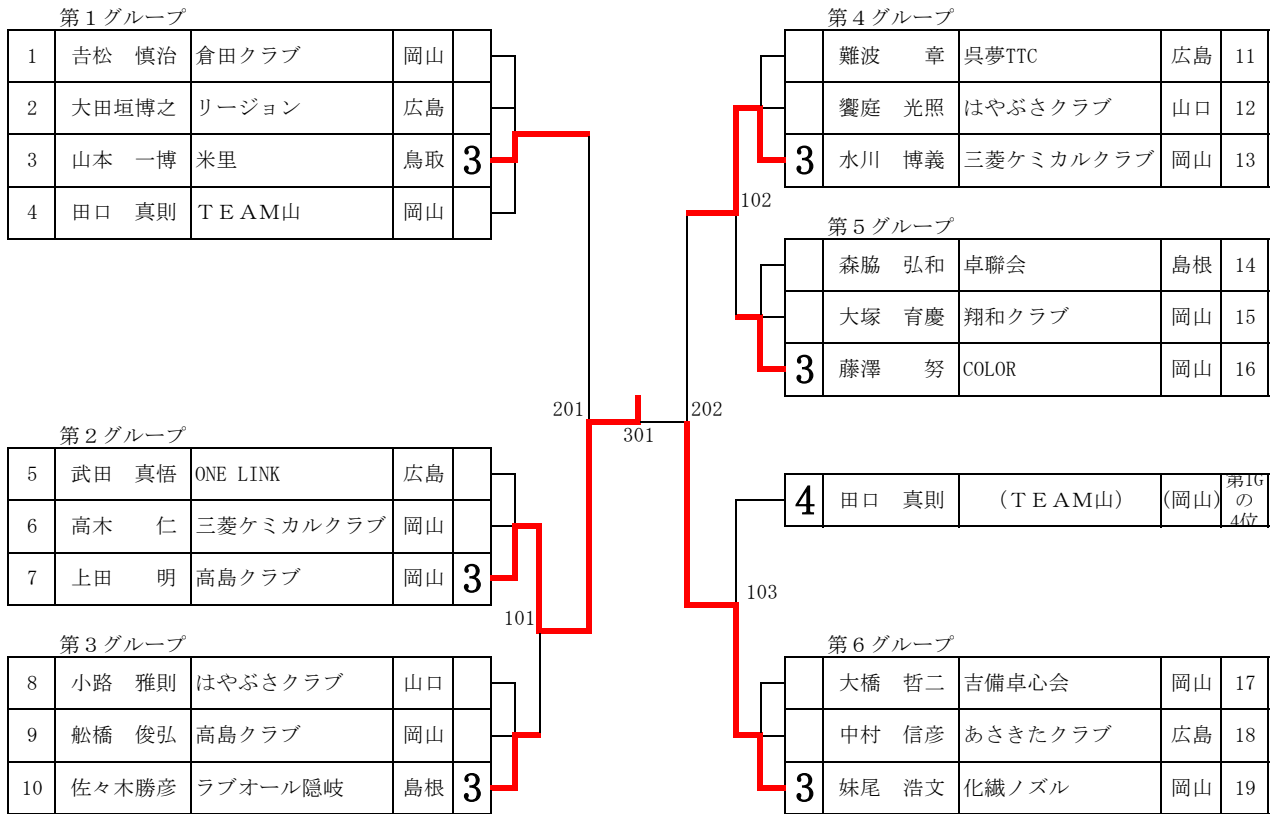 第１グループ
1 吉松　慎治 倉田クラブ 岡山
2 大田垣博之 リージョン 広島
3 山本　一博 米里 鳥取 3
4 田口　真則 ＴＥＡＭ山 岡山
第２グループ
5 武田　真悟 ONE LINK 広島
6 高木　　仁 三菱ケミカルクラブ 岡山
7 上田　　明 高島クラブ 岡山 3
第３グループ
8 小路　雅則 はやぶさクラブ 山口
9 舩橋　俊弘 高島クラブ 岡山
10 佐々木勝彦 ラブオール隠岐 島根 3
101
201
301
202
102
103
第４グループ
難波　　章 呉夢TTC 広島 11
饗庭　光照 はやぶさクラブ 山口 12
3 水川　博義 三菱ケミカルクラブ 岡山 13
第５グループ
森脇　弘和 卓聯会 島根 14
大塚　育慶 翔和クラブ 岡山 15
3 藤澤　　努 COLOR 岡山 16
4 田口　真則 （ＴＥＡＭ山） (岡山) 第1G
の
4位
第６グループ
大橋　哲二 吉備卓心会 岡山 17
中村　信彦 あさきたクラブ 広島 18
3 妹尾　浩文 化繊ノズル 岡山 19